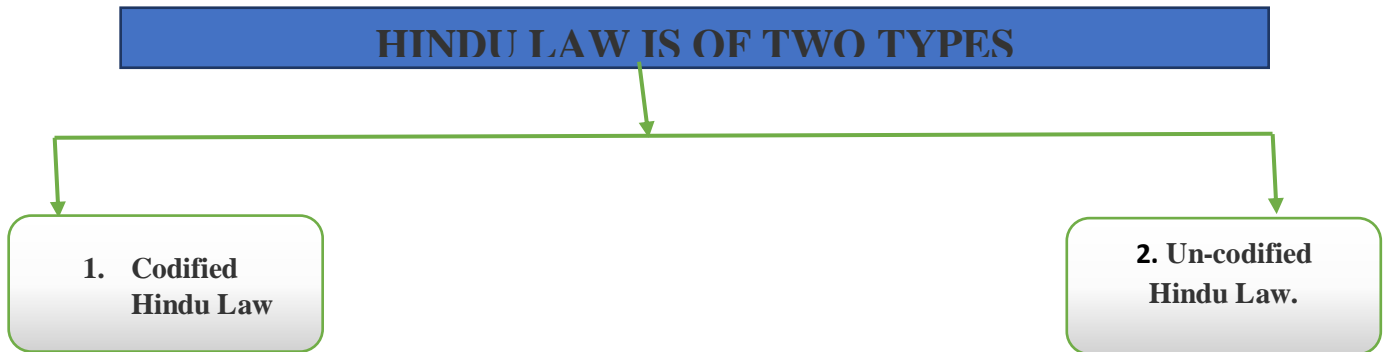 HINDU LAW IS OF TWO TYPES
1. Codified
Hindu Law
2. Un-codified
Hindu Law.